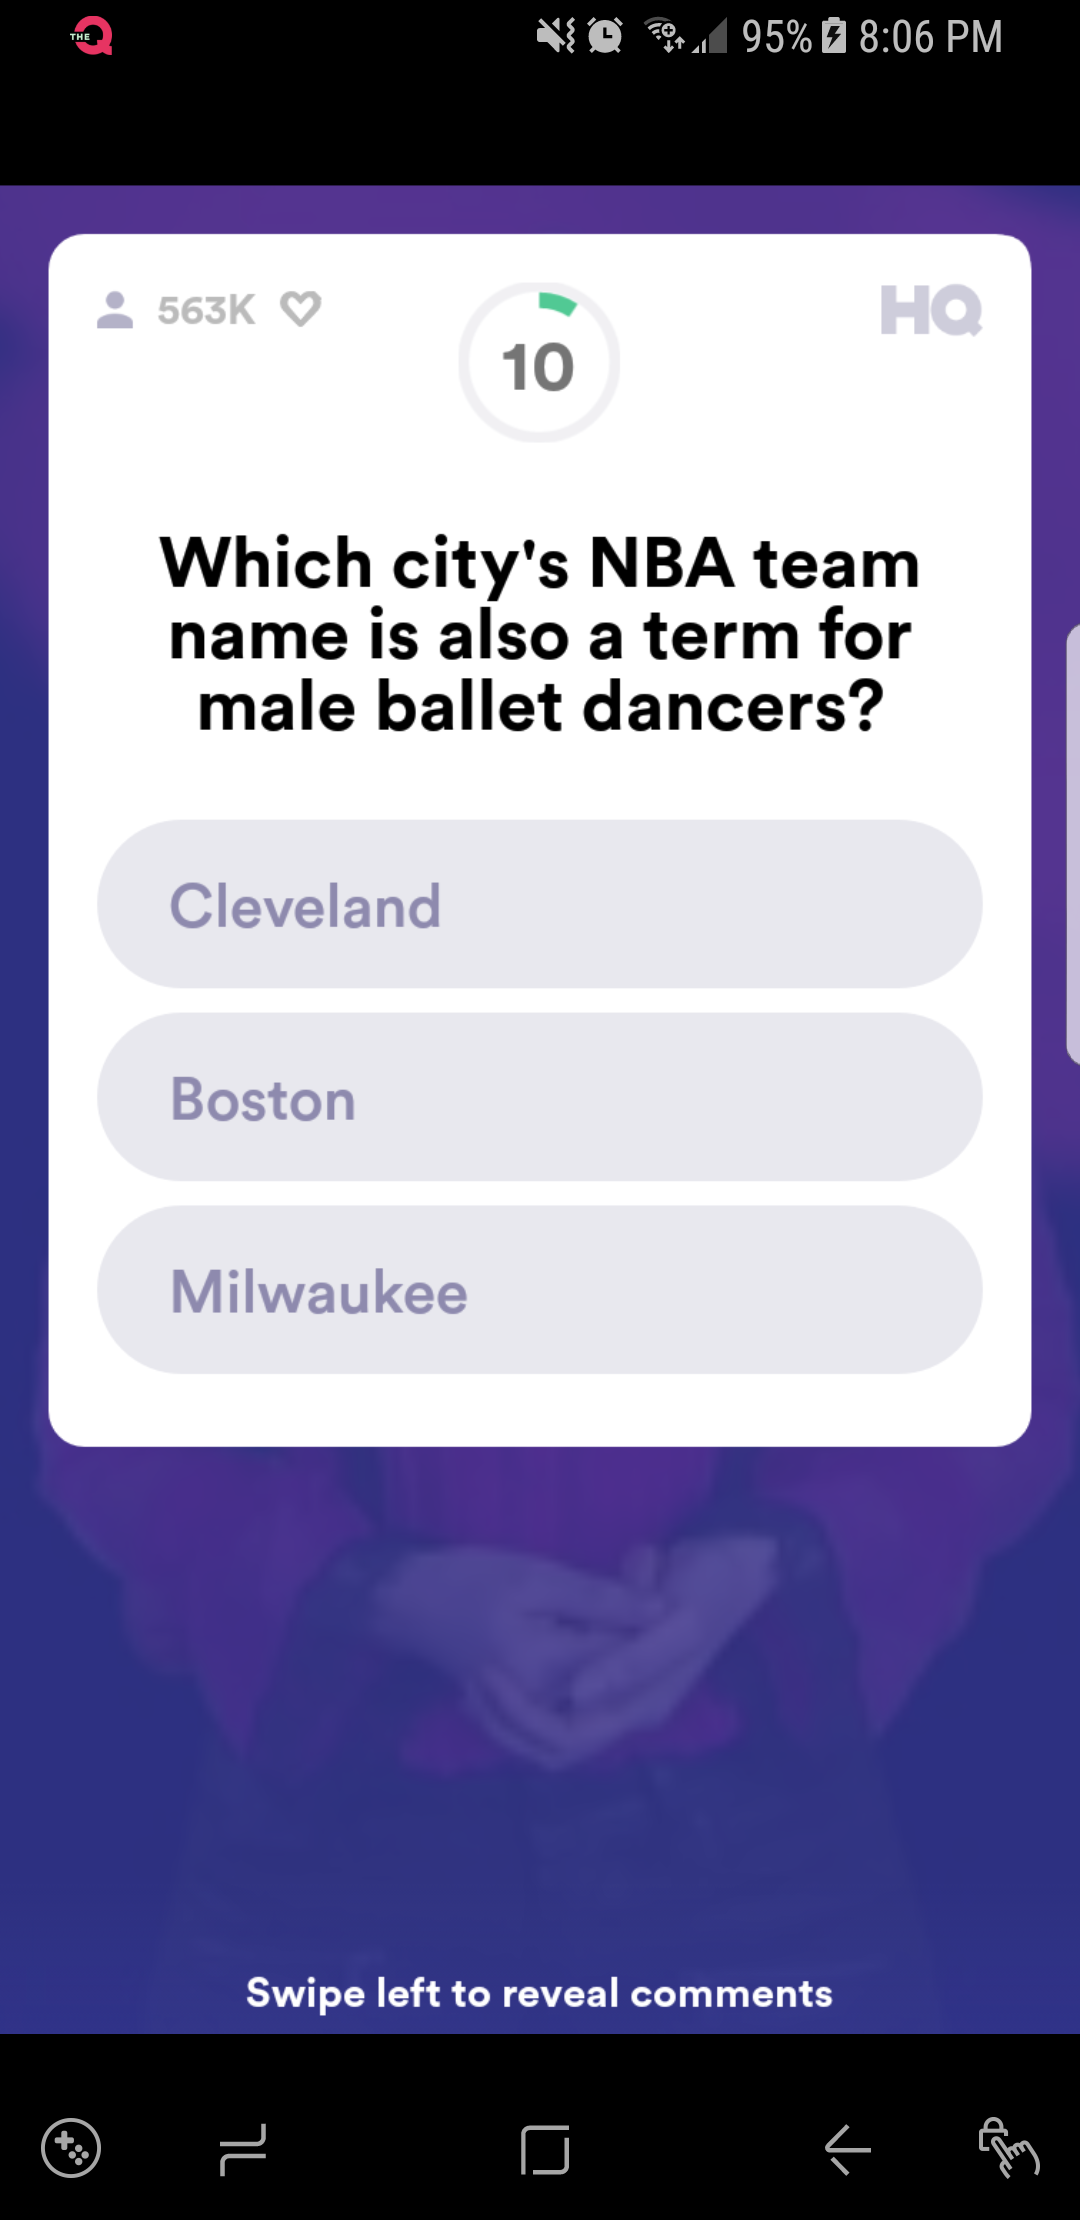 THE Q 95% 8:06 PM
563K 10 HQ
Which city's NBA team
name is also a term for
male ballet dancers?
Cleveland
Boston
Milwaukee
Swipe left to reveal comments